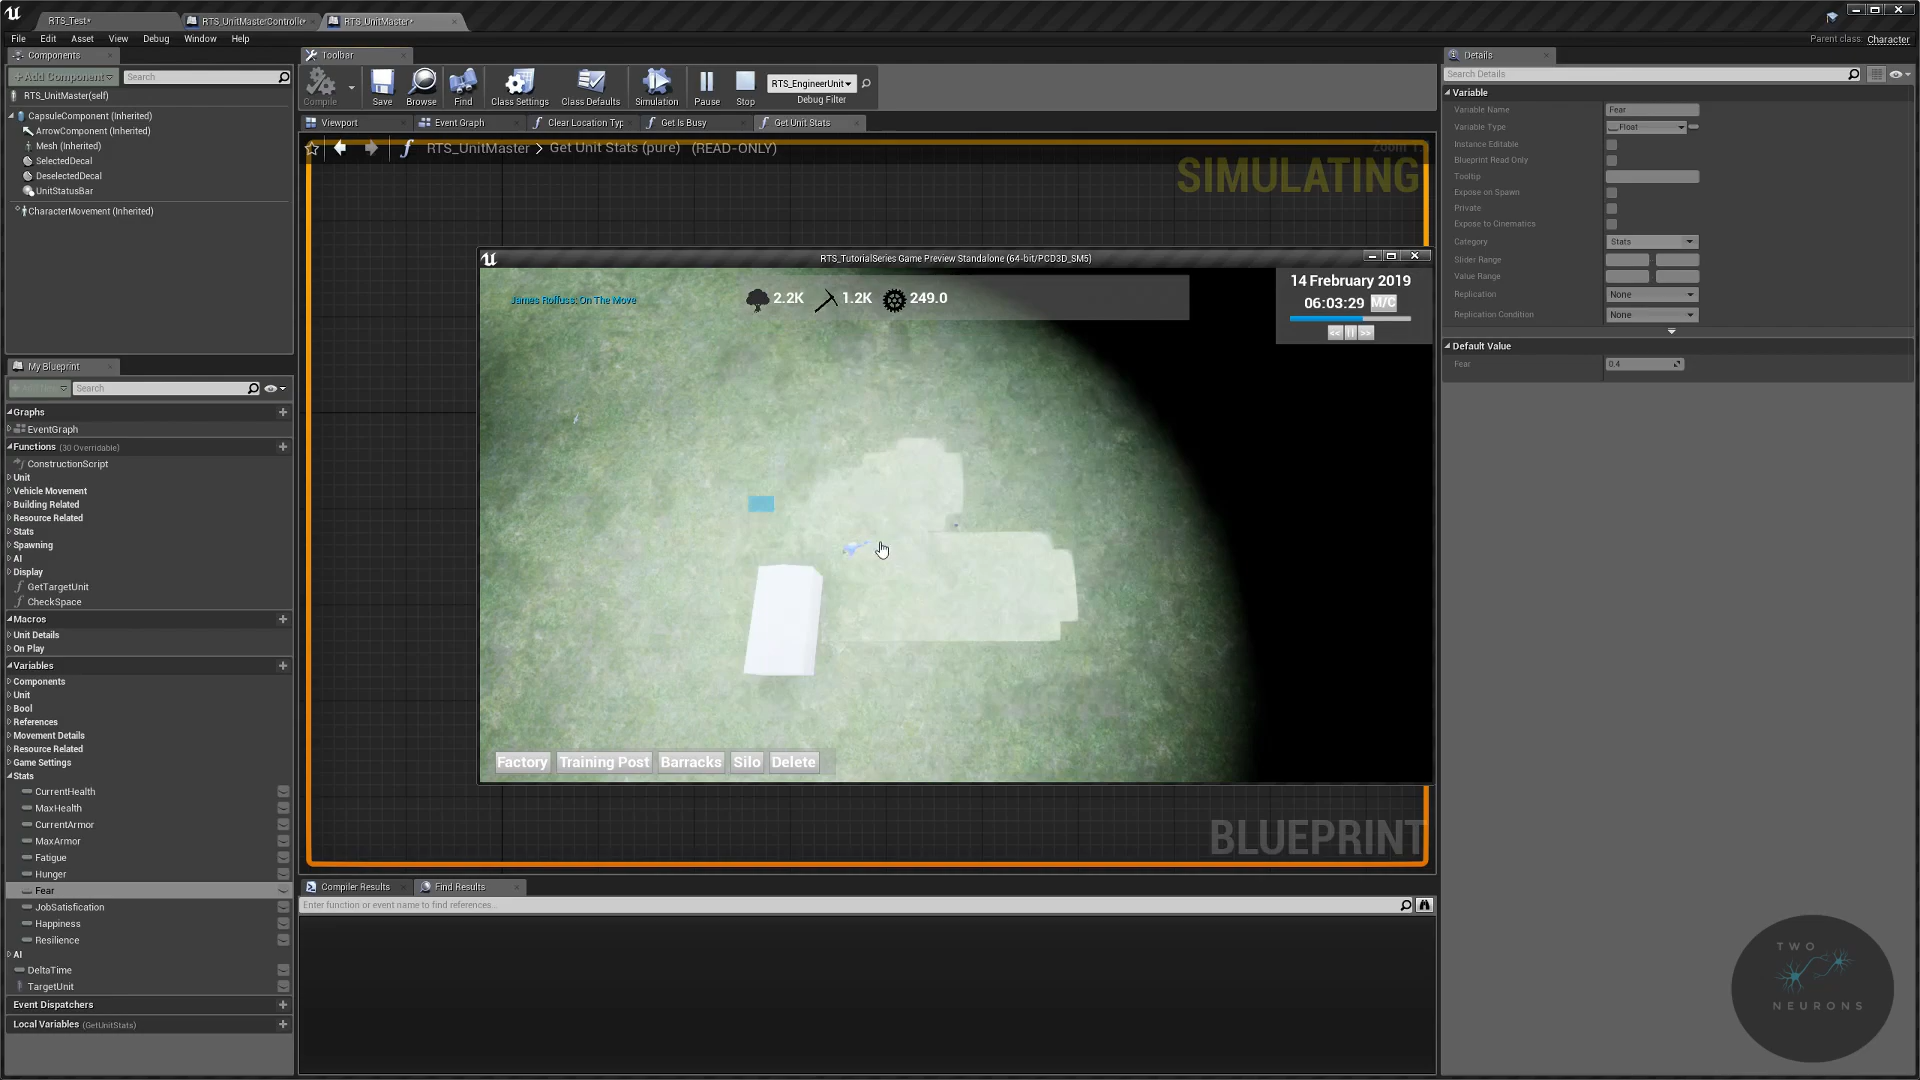 RTS_Test*
RTS_UnitMasterControlle*
RTS_UnitMaster*
File Edit Asset View Debug Window Help
Parent class: Character
Components
+Add Component
Search
RTS_UnitMaster(self)
CapsuleComponent (Inherited)
ArrowComponent (Inherited)
Mesh (Inherited)
SelectedDecal
DeselectedDecal
UnitStatusBar
CharacterMovement (Inherited)
Toolbar
Compile
Save
Browse
Find
Class Settings
Class Defaults
Simulation
Pause
Stop
RTS_EngineerUnit
Debug Filter
Viewport
Event Graph
Clear Location Typ
Get Is Busy
Get Unit Stats
RTS_UnitMaster > Get Unit Stats (pure) (READ-ONLY)
SIMULATING
RTS_TutorialSeries Game Preview Standalone (64-bit/PCD3D_SM5)
James Roffuss: On The Move
2.2K
1.2K
249.0
14 Frebruary 2019
06:03:29 M/C
<< || >>
Factory Training Post Barracks Silo Delete
BLUEPRINT
My Blueprint
Search
Graphs
EventGraph
Functions (30 Overridable)
ConstructionScript
Unit
Vehicle Movement
Building Related
Resource Related
Stats
Spawning
AI
Display
GetTargetUnit
CheckSpace
Macros
Unit Details
On Play
Variables
Components
Unit
Bool
References
Movement Details
Resource Related
Game Settings
Stats
CurrentHealth
MaxHealth
CurrentArmor
MaxArmor
Fatigue
Hunger
Fear
JobSatisfication
Happiness
Resilience
AI
DeltaTime
TargetUnit
Event Dispatchers
Local Variables (GetUnitStats)
Compiler Results
Find Results
Enter function or event name to find references...
Details
Search Details
Variable
Variable Name Fear
Variable Type Float
Instance Editable
Blueprint Read Only
Tooltip
Expose on Spawn
Private
Expose to Cinematics
Category Stats
Slider Range
Value Range
Replication None
Replication Condition None
Default Value
Fear 0.4
TWO
NEURONS